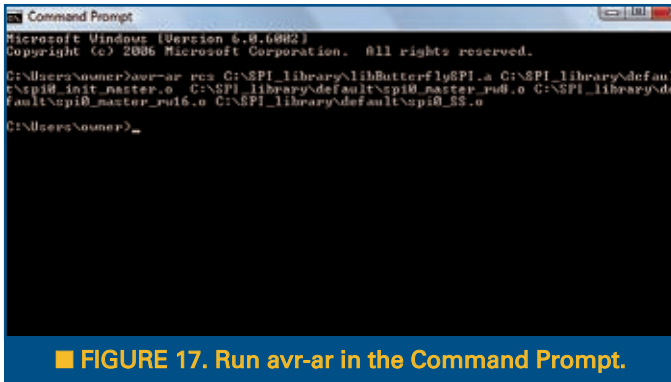 Command Prompt
Microsoft Windows [Version 6.0.6002]
Copyright (c) 2006 Microsoft Corporation. All rights reserved.
C:\Users\owner>avr-ar rcs C:\SPI_library\libButterflySPI.a C:\SPI_library\defau
t\spi0_init_master.o C:\SPI_library\default\spi0_master_rw8.o C:\SPI_library\de
fault\spi0_master_rw16.o C:\SPI_library\default\spi0_SS.o
C:\Users\owner>_
FIGURE 17. Run avr-ar in the Command Prompt.